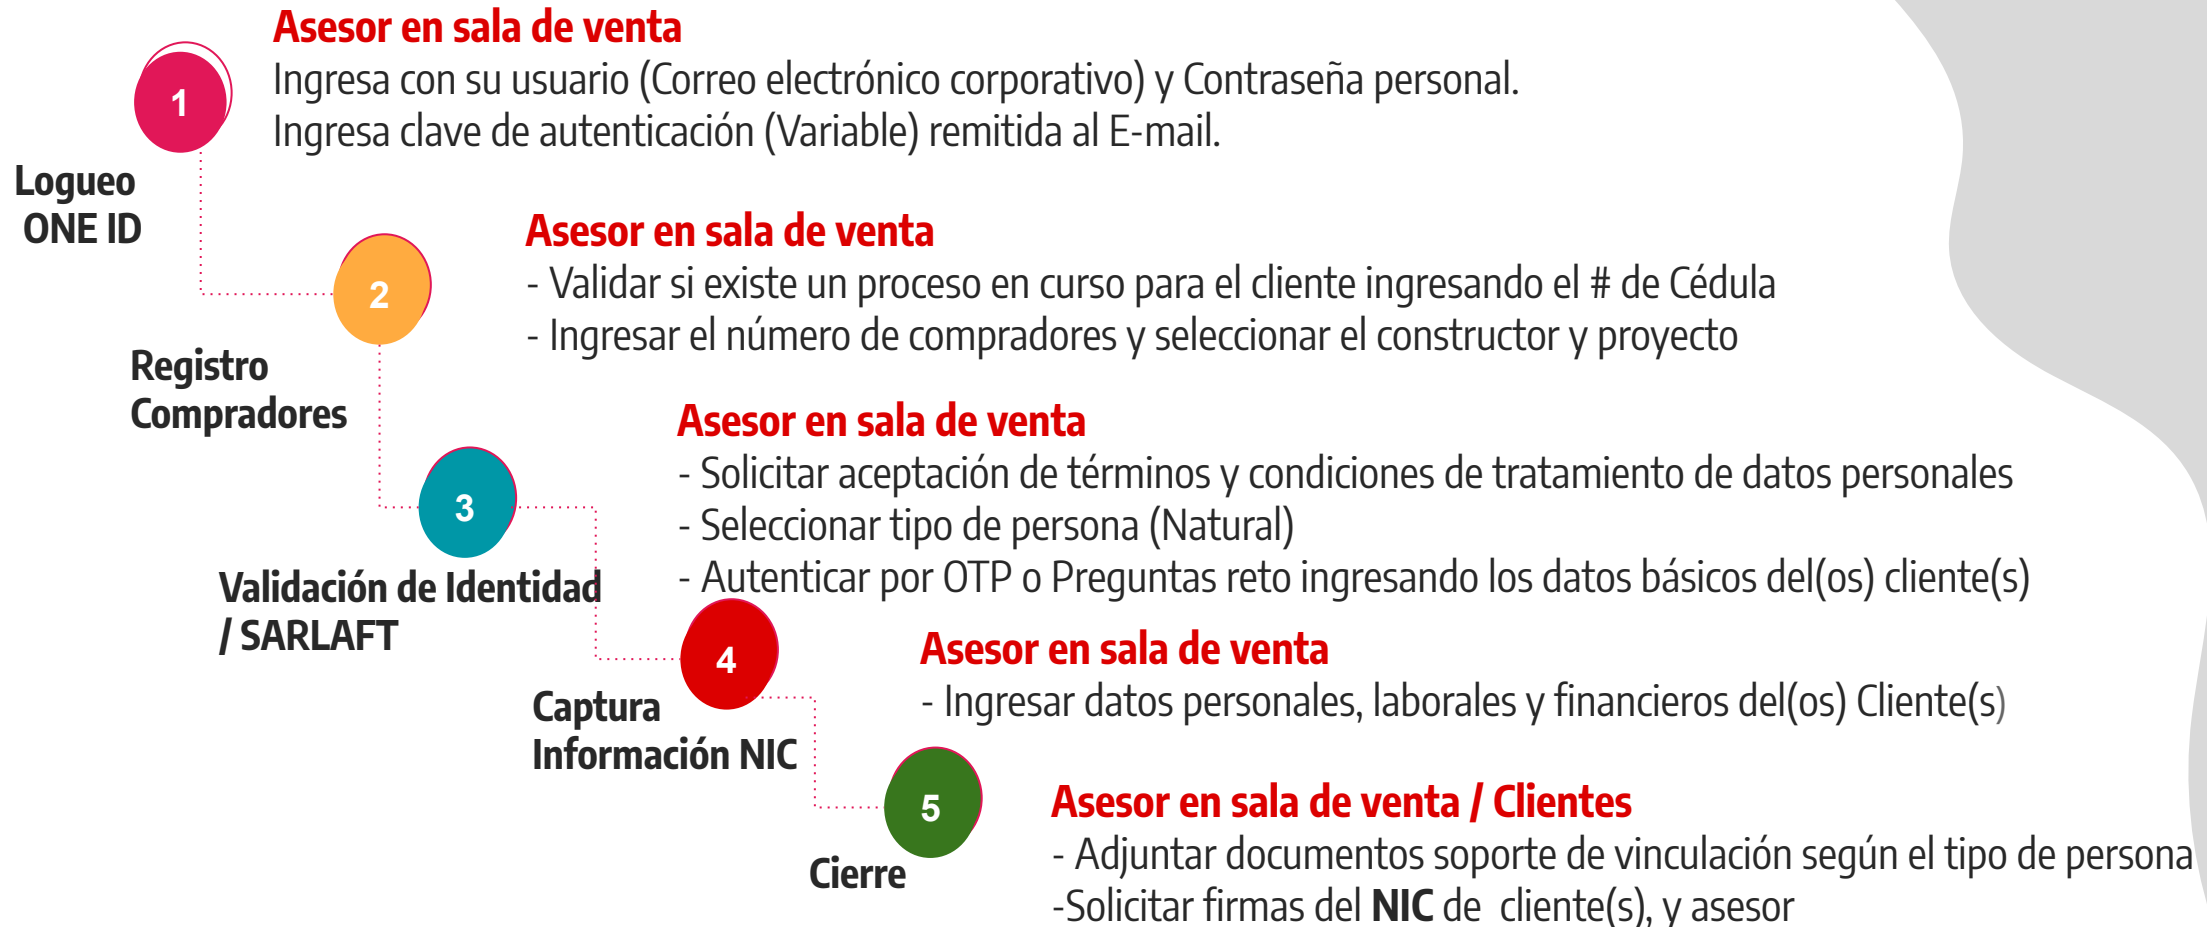 Asesor en sala de venta
Ingresa con su usuario (Correo electrónico corporativo) y Contraseña personal.
Ingresa clave de autenticación (Variable) remitida al E-mail.
1
Logueo
ONE ID
Asesor en sala de venta
- Validar si existe un proceso en curso para el cliente ingresando el # de Cédula
- Ingresar el número de compradores y seleccionar el constructor y proyecto
2
Registro
Compradores
Asesor en sala de venta
- Solicitar aceptación de términos y condiciones de tratamiento de datos personales
- Seleccionar tipo de persona (Natural)
- Autenticar por OTP o Preguntas reto ingresando los datos básicos del(os) cliente(s)
3
Validación de Identidad
/ SARLAFT
Asesor en sala de venta
- Ingresar datos personales, laborales y financieros del(os) Cliente(s)
4
Captura
Información NIC
Asesor en sala de venta / Clientes
- Adjuntar documentos soporte de vinculación según el tipo de persona
-Solicitar firmas del NIC de cliente(s), y asesor
5
Cierre